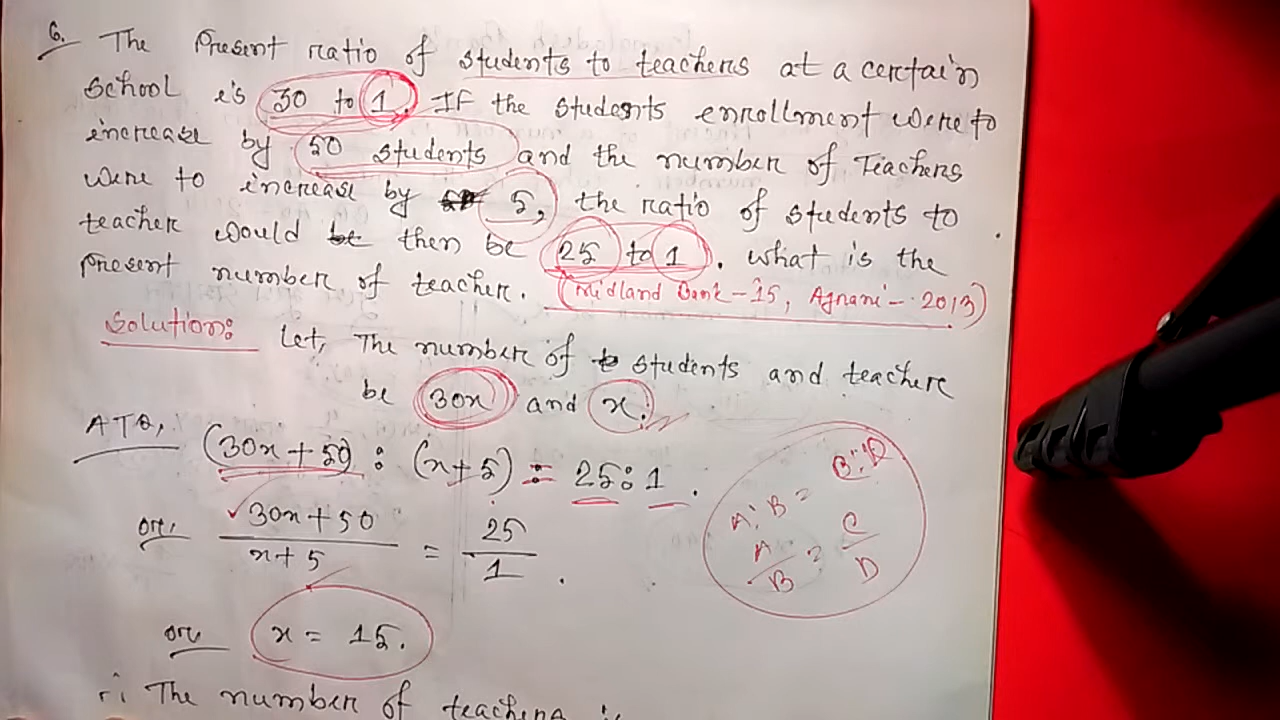 6. The Present ratio of students to teachers at a certain
School is 30 to 1. IF the students enrollment were to
increase by 50 students and the number of Teachers
were to increase by 5, the ratio of students to
teacher would be then be 25 to 1. what is the
Present number of teacher. (Midland Bank-15, Agrani-2013)
Solution: Let, The number of students and teachere
be 30x and x.
ATQ, (30x+50) : (x+5) = 25:1.
or, 30x+50 / x+5 = 25 / 1.
A:B =
A/B = C/D
or, x = 15.
∴ The number of teachers is